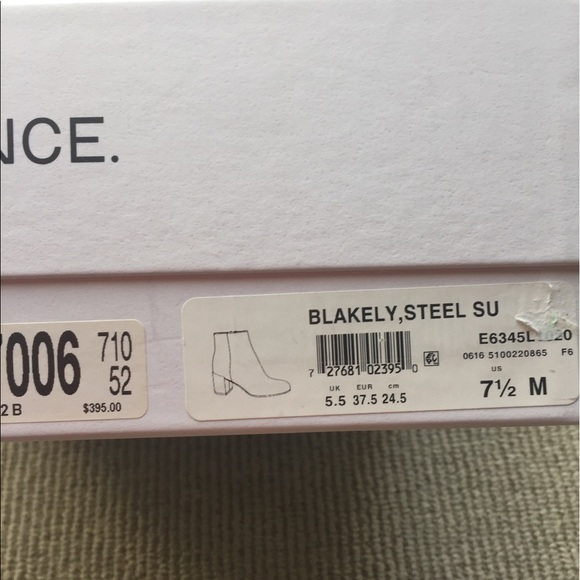 NCE.
7006 710
52
2 B $395.00
BLAKELY,STEEL SU
E6345L1020
7 27681 02395 0
0616 5100220865 F6
UK EUR cm us
5.5 37.5 24.5 7½ M